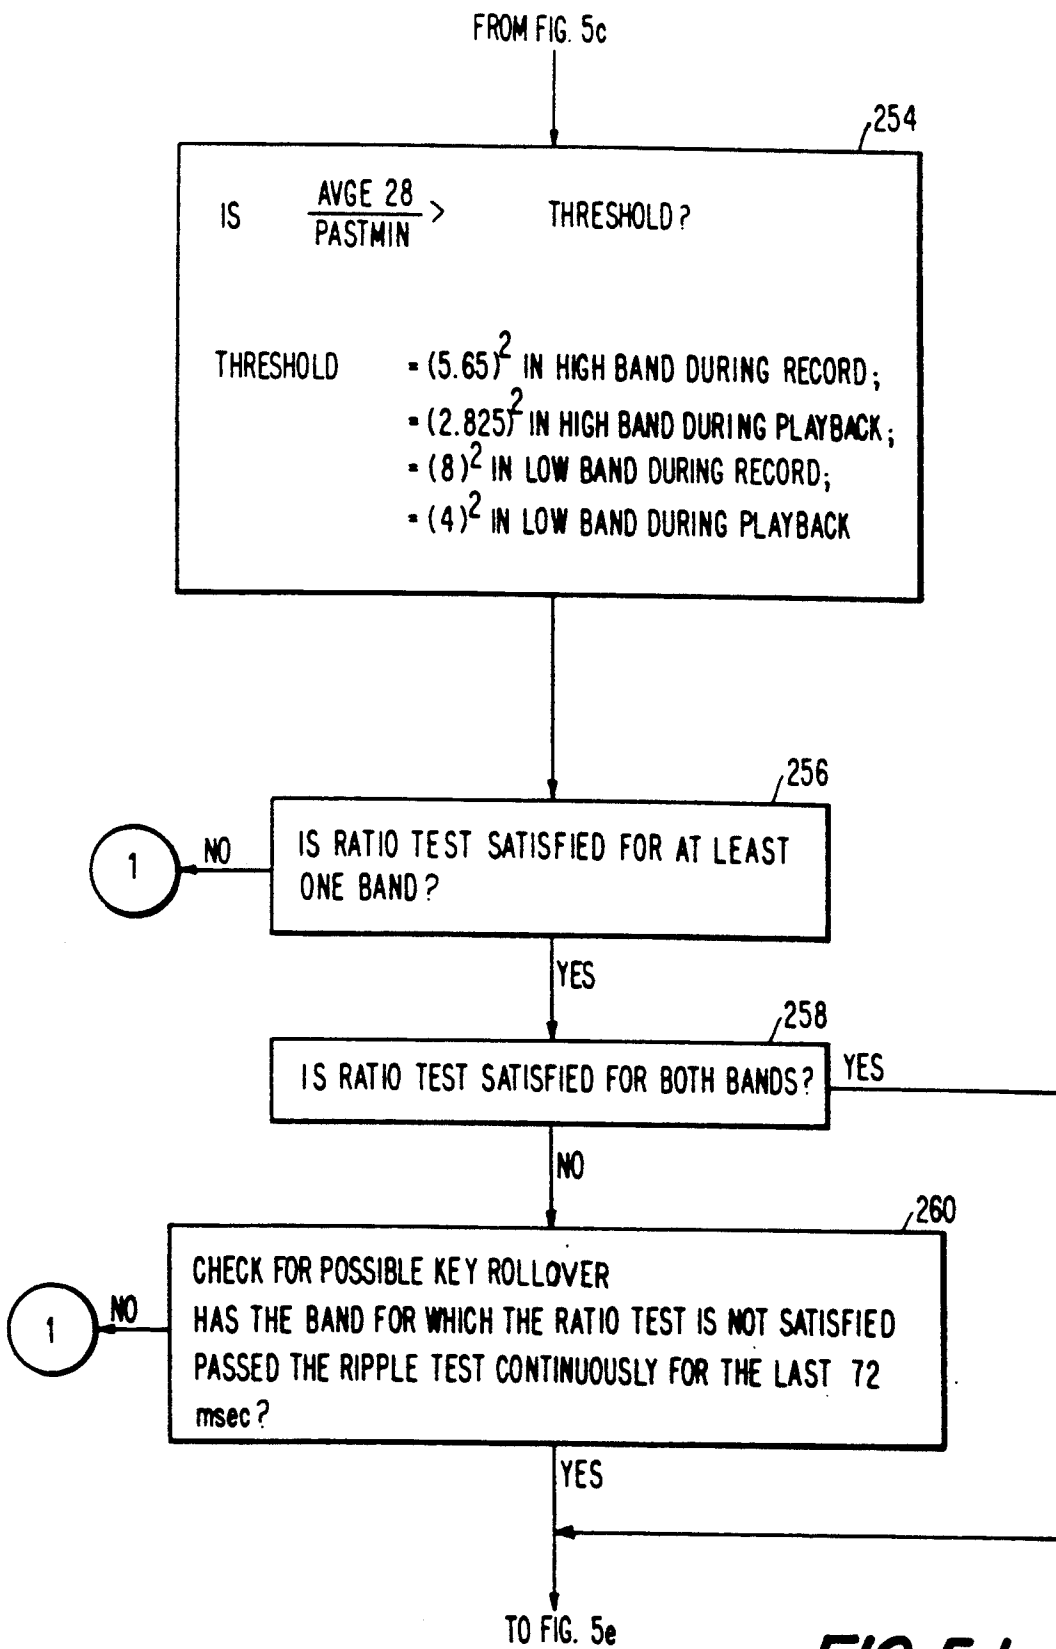 FROM FIG. 5c
254
IS AVGE 28 / PASTMIN > THRESHOLD?
THRESHOLD = (5.65)² IN HIGH BAND DURING RECORD;
= (2.825)² IN HIGH BAND DURING PLAYBACK;
= (8)² IN LOW BAND DURING RECORD;
= (4)² IN LOW BAND DURING PLAYBACK
256
1
NO
IS RATIO TEST SATISFIED FOR AT LEAST
ONE BAND?
YES
258
IS RATIO TEST SATISFIED FOR BOTH BANDS?
YES
NO
260
CHECK FOR POSSIBLE KEY ROLLOVER
1
NO
HAS THE BAND FOR WHICH THE RATIO TEST IS NOT SATISFIED
PASSED THE RIPPLE TEST CONTINUOUSLY FOR THE LAST 72
msec?
YES
TO FIG. 5e